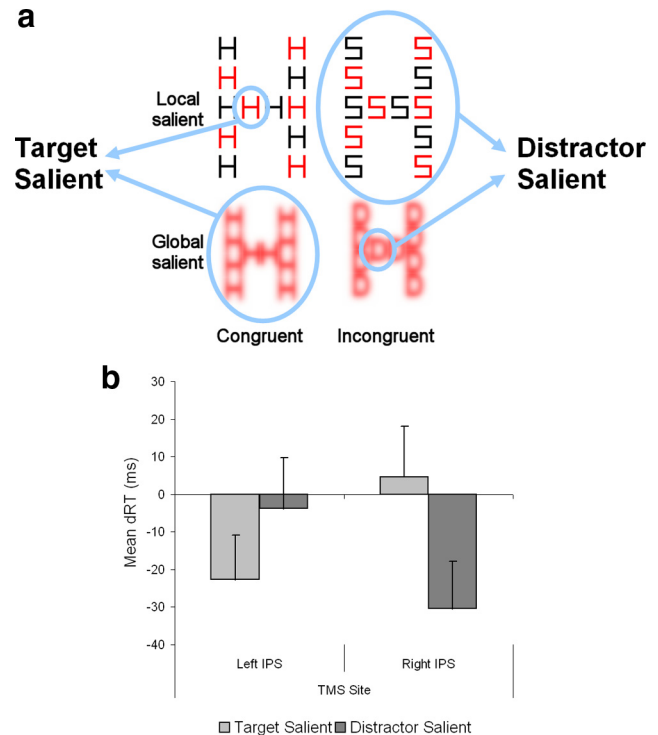 a
Local
salient
Target
Salient
Distractor
Salient
Global
salient
Congruent Incongruent
b
Mean dRT (ms)
30
20
10
0
-10
-20
-30
-40
Left IPS Right IPS
TMS Site
Target Salient Distractor Salient